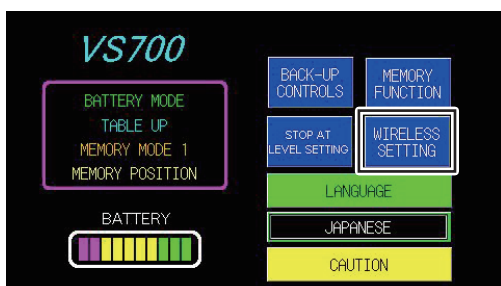 VS700
BATTERY MODE
TABLE UP
MEMORY MODE 1
MEMORY POSITION
BATTERY
BACK-UP
CONTROLS
MEMORY
FUNCTION
STOP AT
LEVEL SETTING
WIRELESS
SETTING
LANGUAGE
JAPANESE
CAUTION